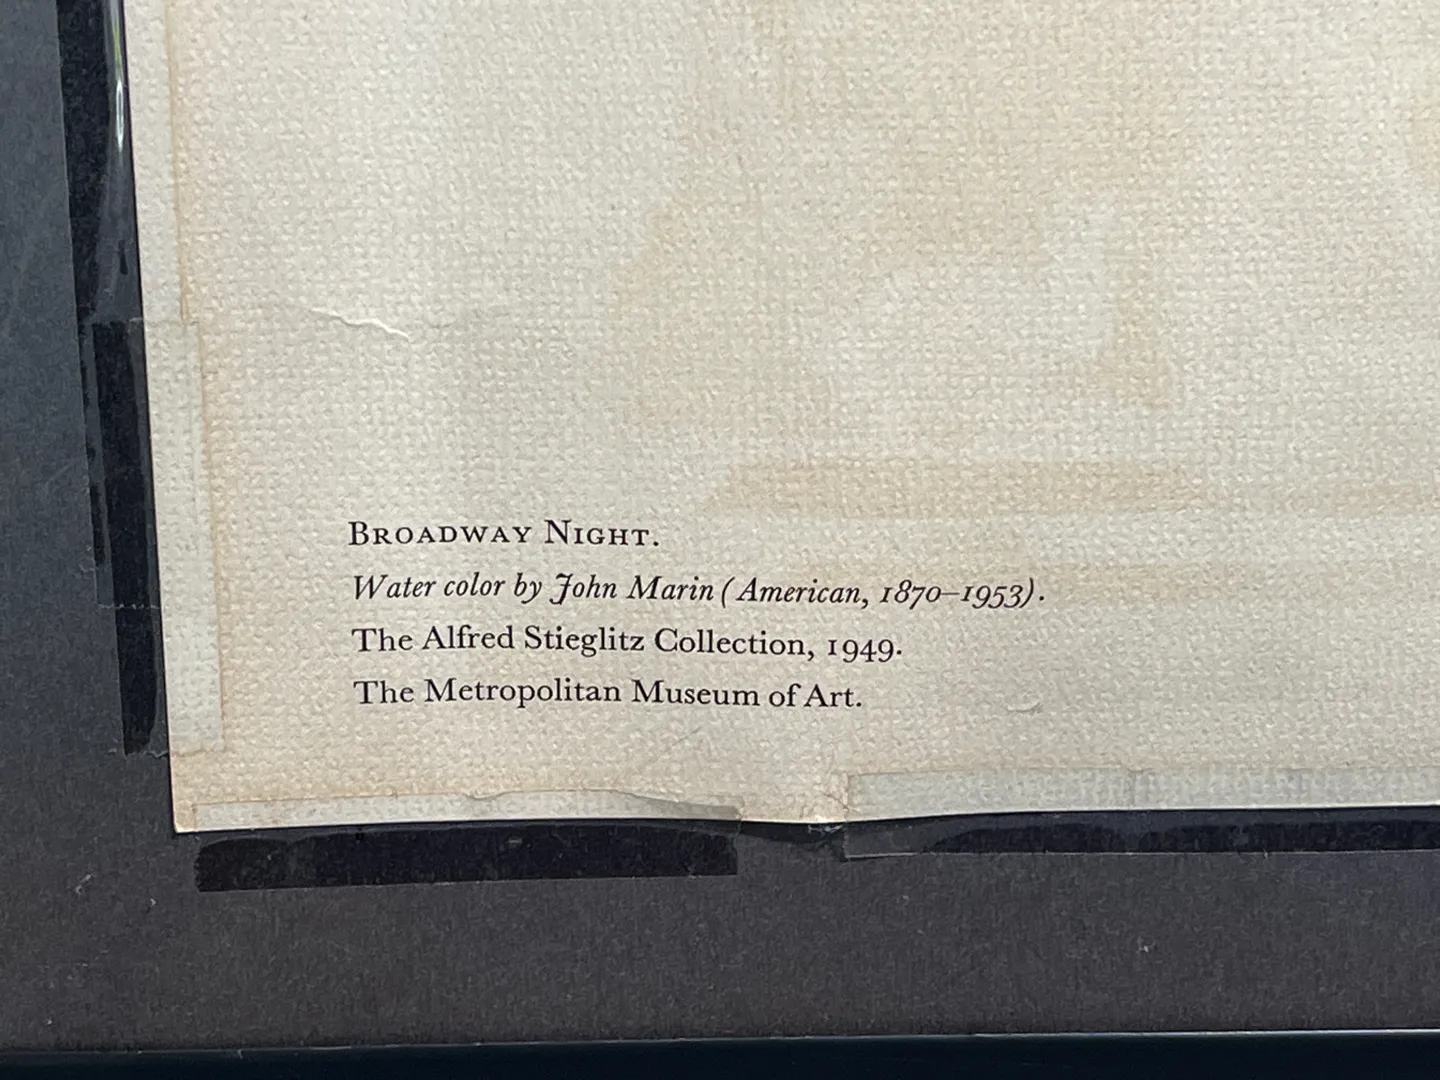 BROADWAY NIGHT.
Water color by John Marin (American, 1870–1953).
The Alfred Stieglitz Collection, 1949.
The Metropolitan Museum of Art.